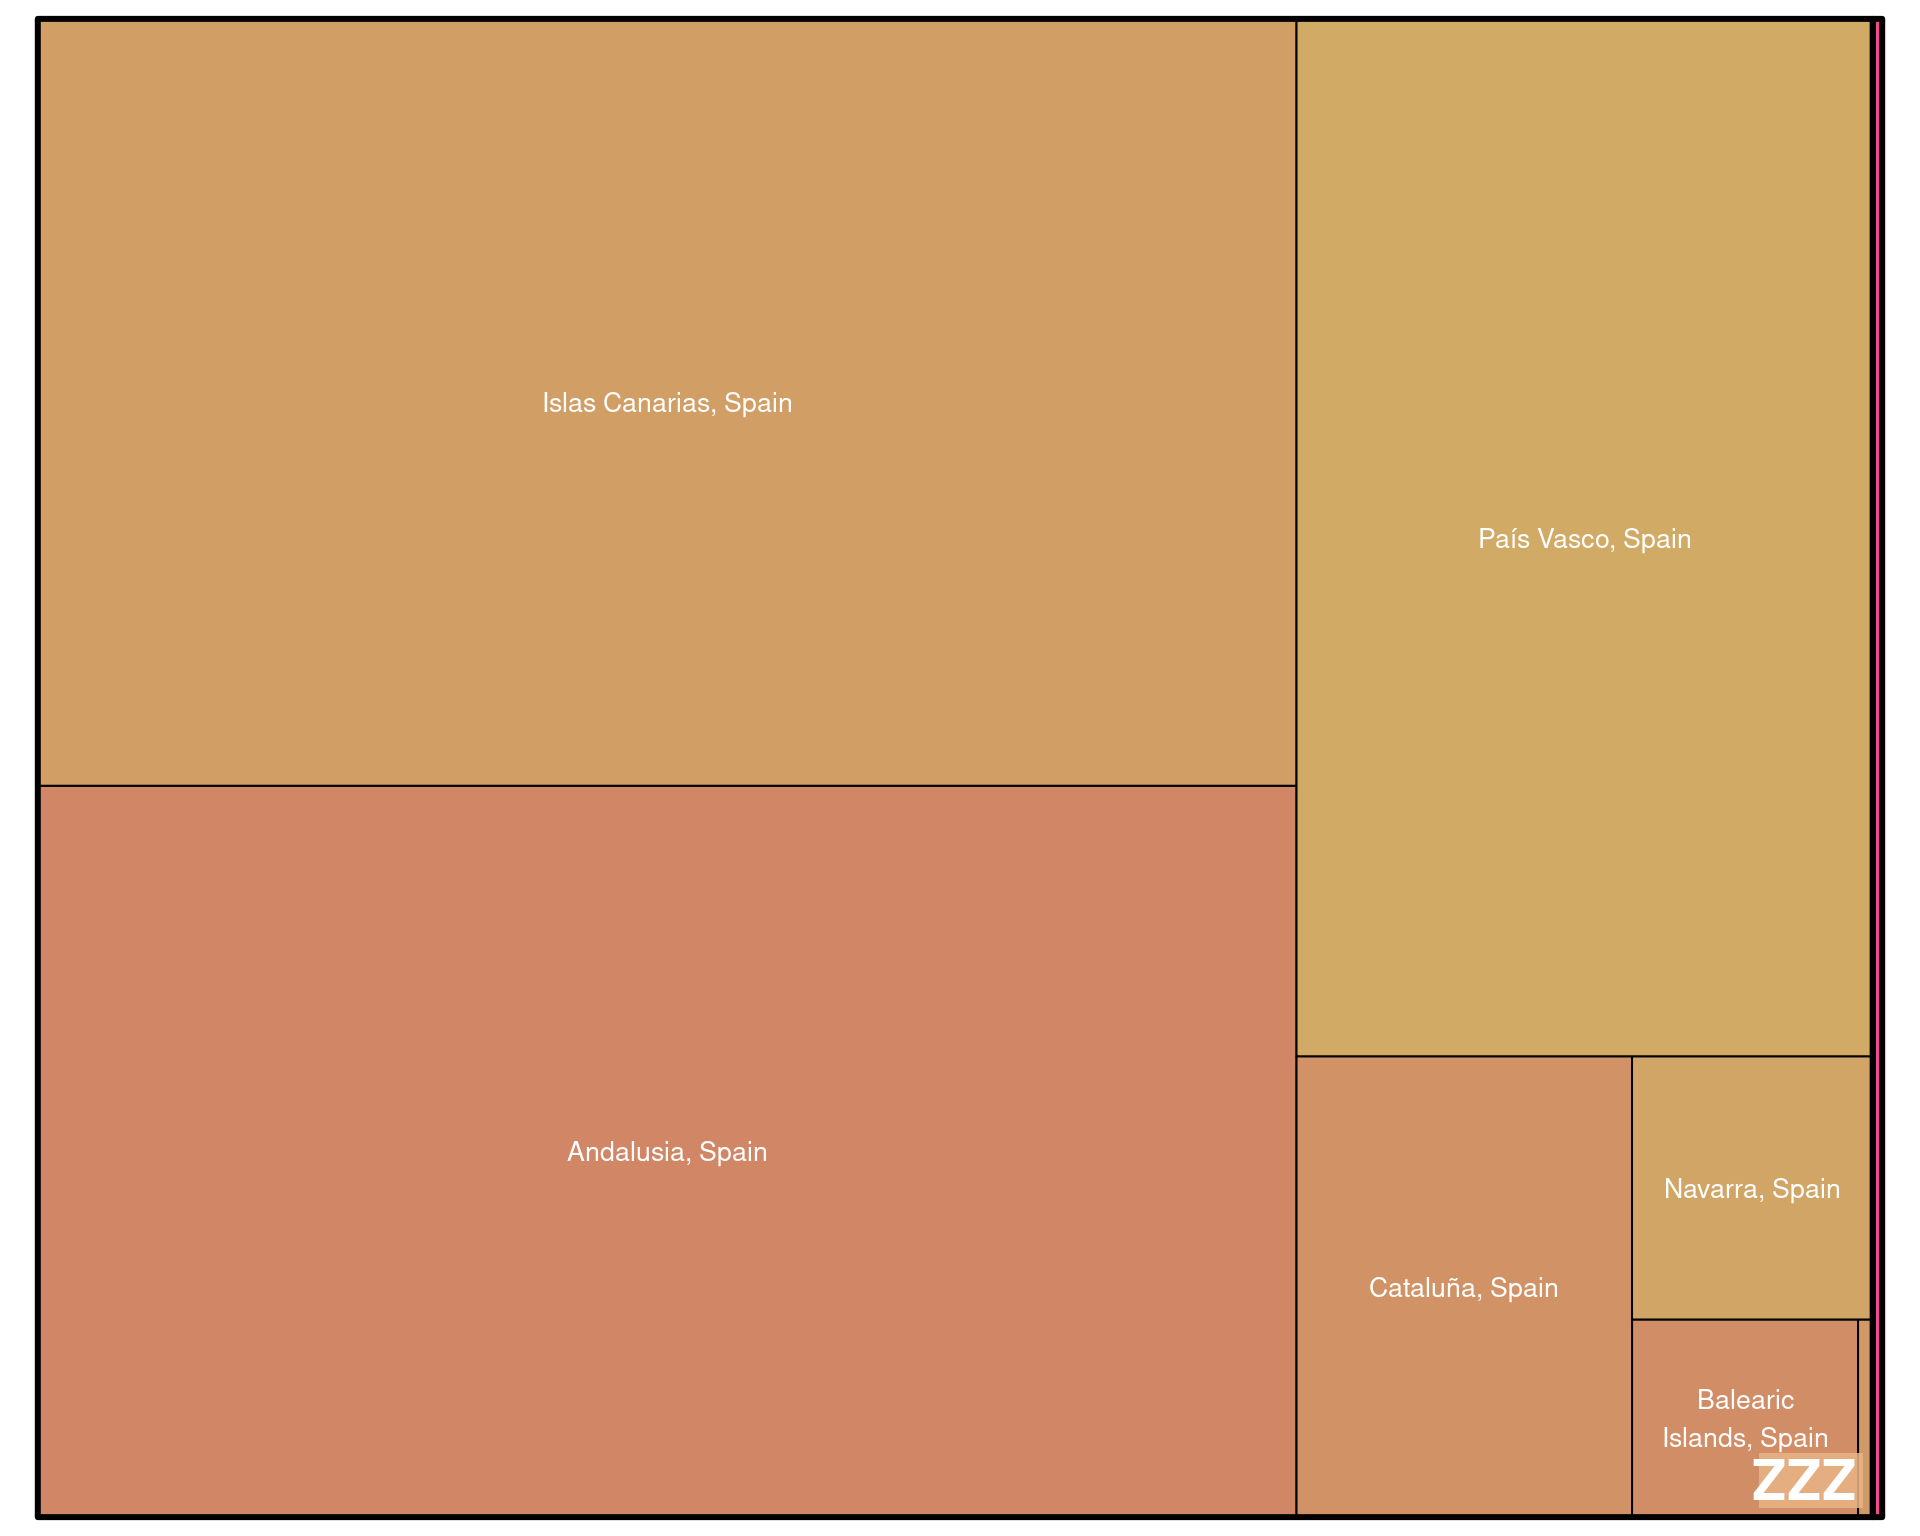 Islas Canarias, Spain
País Vasco, Spain
Andalusia, Spain
Navarra, Spain
Cataluña, Spain
Balearic
Islands, Spain
ZZZ